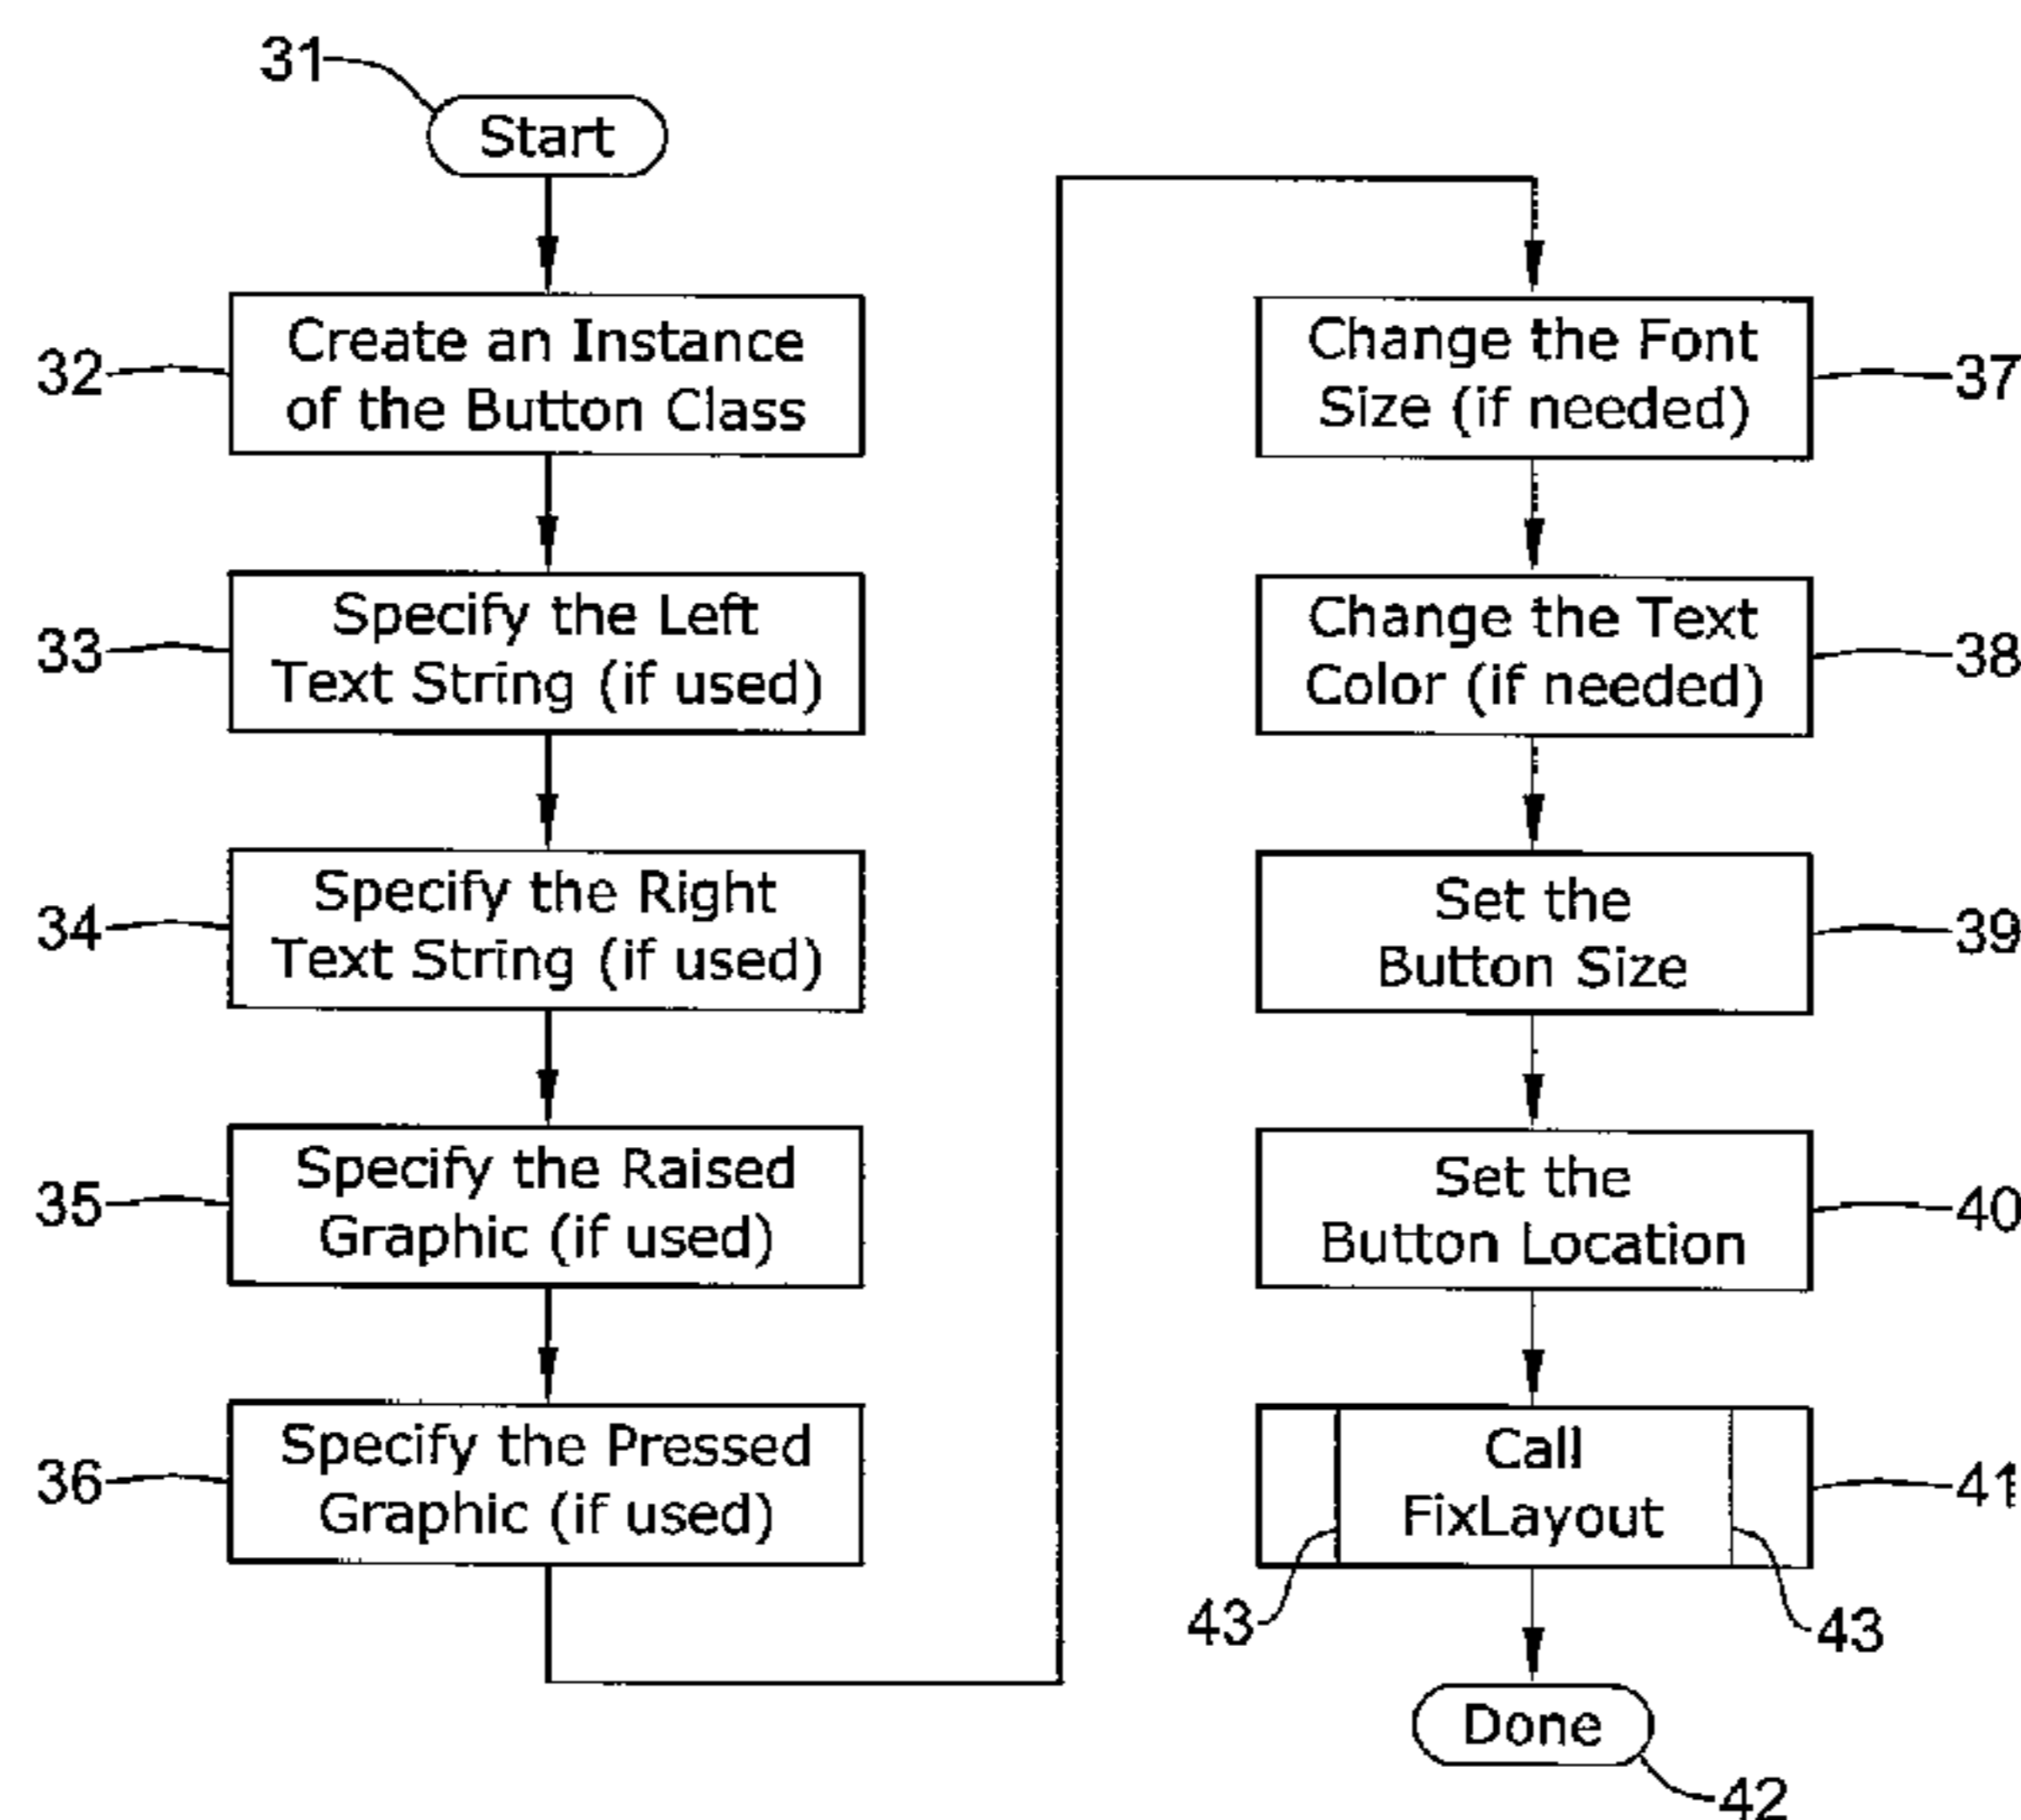 31
Start
32
Create an Instance
of the Button Class
33
Specify the Left
Text String (if used)
34
Specify the Right
Text String (if used)
35
Specify the Raised
Graphic (if used)
36
Specify the Pressed
Graphic (if used)
Change the Font
Size (if needed)
37
Change the Text
Color (if needed)
38
Set the
Button Size
39
Set the
Button Location
40
Call
FixLayout
41
43
43
Done
42